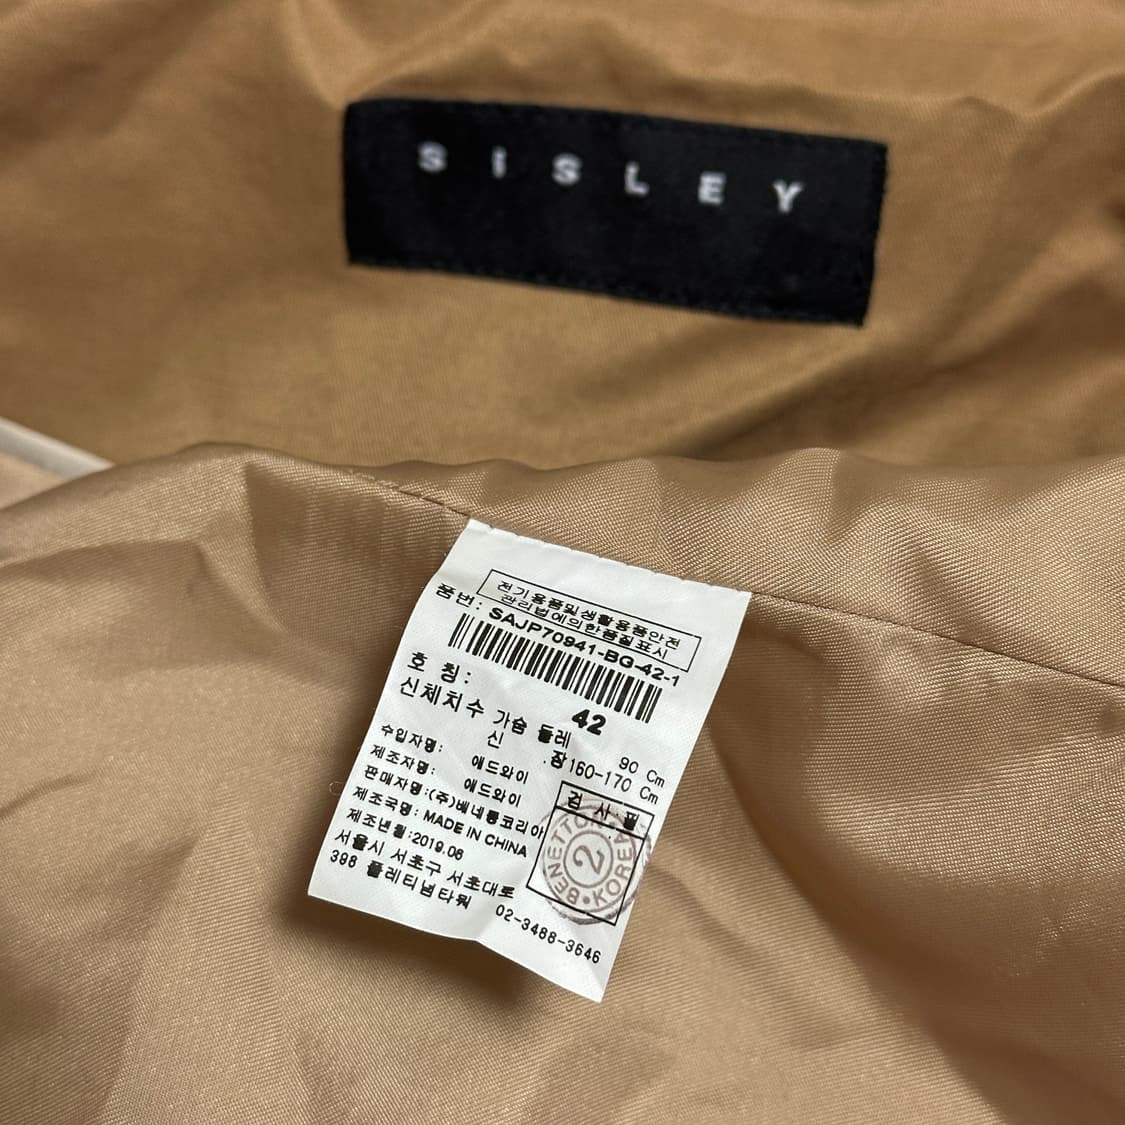 SiSLEY
전기용품및생활용품안전
관리법에의한품질표시
품번: SAJP70941-BG-42-1
호 칭: 42
신체치수 가슴 둘레 90 Cm
신 장 160-170 Cm
수입자명: 에드와이
제조자명: 에드와이
판매자명:(주)베네통코리아
제조국명: MADE IN CHINA
제조년월:2019.06
서울시 서초구 서초대로
398 플레티넘타워
02-3488-3646
검 사 필
BENETTON KOREA
2